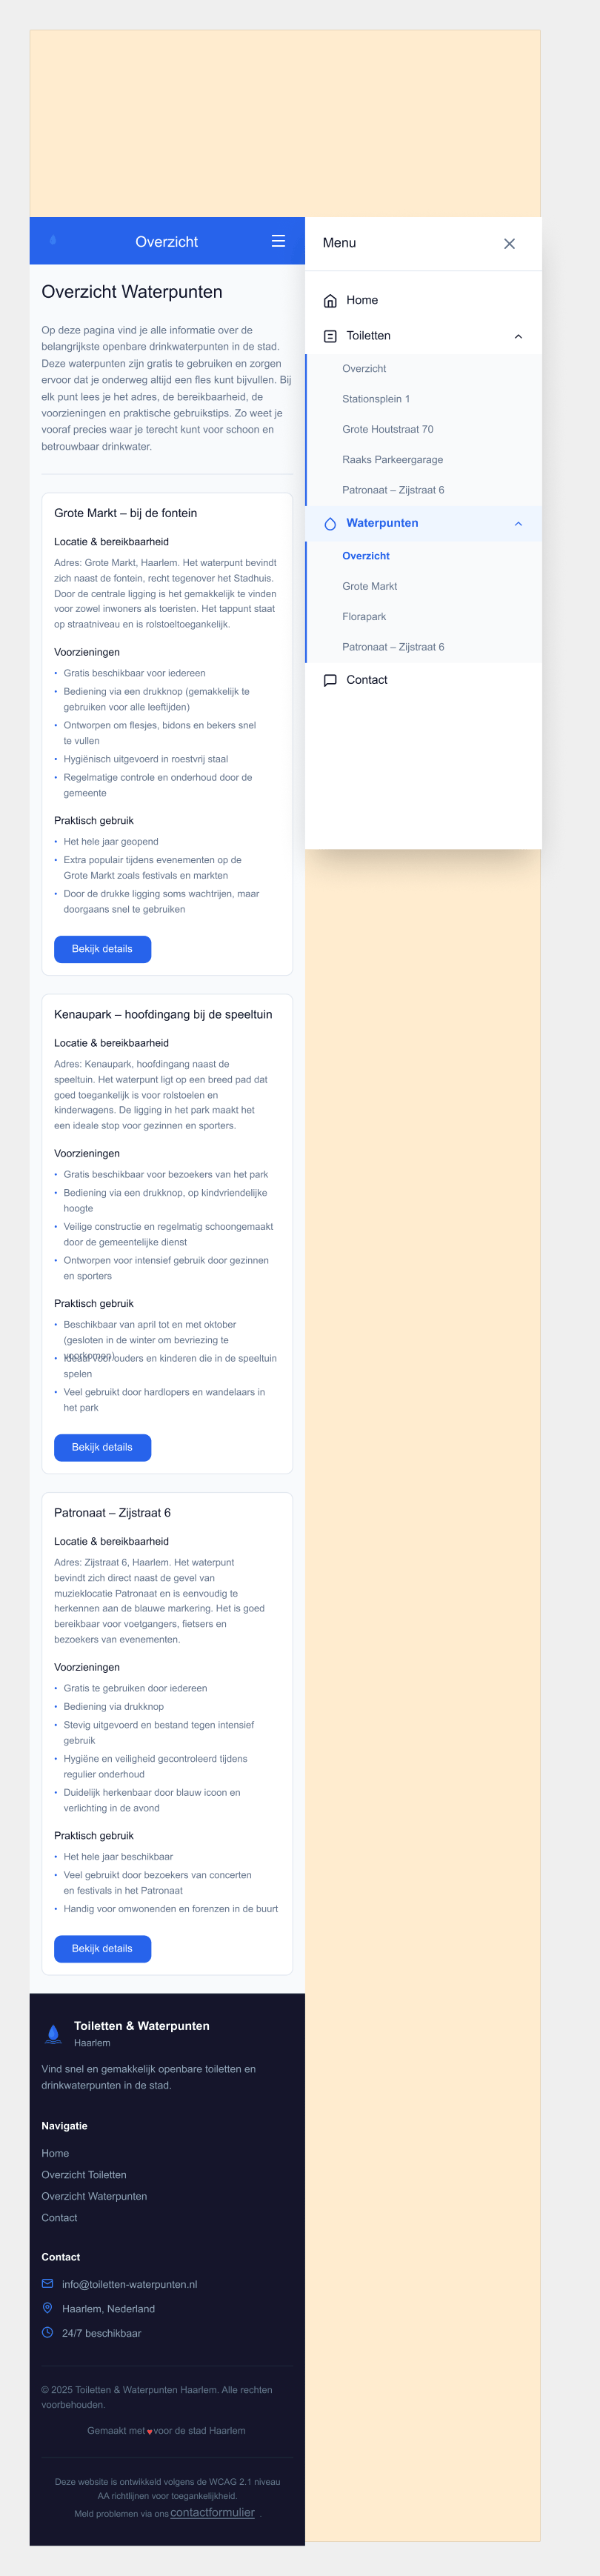 Overzicht
Overzicht Waterpunten
Op deze pagina vind je alle informatie over de
belangrijkste openbare drinkwaterpunten in de stad.
Deze waterpunten zijn gratis te gebruiken en zorgen
ervoor dat je onderweg altijd een fles kunt bijvullen. Bij
elk punt lees je het adres, de bereikbaarheid, de
voorzieningen en praktische gebruikstips. Zo weet je
vooraf precies waar je terecht kunt voor schoon en
betrouwbaar drinkwater.
Grote Markt – bij de fontein
Locatie & bereikbaarheid
Adres: Grote Markt, Haarlem. Het waterpunt bevindt
zich naast de fontein, recht tegenover het Stadhuis.
Door de centrale ligging is het gemakkelijk te vinden
voor zowel inwoners als toeristen. Het tappunt staat
op straatniveau en is rolstoeltoegankelijk.
Voorzieningen
• Gratis beschikbaar voor iedereen
• Bediening via een drukknop (gemakkelijk te
gebruiken voor alle leeftijden)
• Ontworpen om flesjes, bidons en bekers snel
te vullen
• Hygiënisch uitgevoerd in roestvrij staal
• Regelmatige controle en onderhoud door de
gemeente
Praktisch gebruik
• Het hele jaar geopend
• Extra populair tijdens evenementen op de
Grote Markt zoals festivals en markten
• Door de drukke ligging soms wachtrijen, maar
doorgaans snel te gebruiken
Bekijk details
Kenaupark – hoofdingang bij de speeltuin
Locatie & bereikbaarheid
Adres: Kenaupark, hoofdingang naast de
speeltuin. Het waterpunt ligt op een breed pad dat
goed toegankelijk is voor rolstoelen en
kinderwagens. De ligging in het park maakt het
een ideale stop voor gezinnen en sporters.
Voorzieningen
• Gratis beschikbaar voor bezoekers van het park
• Bediening via een drukknop, op kindvriendelijke
hoogte
• Veilige constructie en regelmatig schoongemaakt
door de gemeentelijke dienst
• Ontworpen voor intensief gebruik door gezinnen
en sporters
Praktisch gebruik
• Beschikbaar van april tot en met oktober
(gesloten in de winter om bevriezing te
voorkomen)
• Ideaal voor ouders en kinderen die in de speeltuin
spelen
• Veel gebruikt door hardlopers en wandelaars in
het park
Bekijk details
Patronaat – Zijstraat 6
Locatie & bereikbaarheid
Adres: Zijstraat 6, Haarlem. Het waterpunt
bevindt zich direct naast de gevel van
muzieklocatie Patronaat en is eenvoudig te
herkennen aan de blauwe markering. Het is goed
bereikbaar voor voetgangers, fietsers en
bezoekers van evenementen.
Voorzieningen
• Gratis te gebruiken door iedereen
• Bediening via drukknop
• Stevig uitgevoerd en bestand tegen intensief
gebruik
• Hygiëne en veiligheid gecontroleerd tijdens
regulier onderhoud
• Duidelijk herkenbaar door blauw icoon en
verlichting in de avond
Praktisch gebruik
• Het hele jaar beschikbaar
• Veel gebruikt door bezoekers van concerten
en festivals in het Patronaat
• Handig voor omwonenden en forenzen in de buurt
Bekijk details
Toiletten & Waterpunten
Haarlem
Vind snel en gemakkelijk openbare toiletten en
drinkwaterpunten in de stad.
Navigatie
Home
Overzicht Toiletten
Overzicht Waterpunten
Contact
Contact
info@toiletten-waterpunten.nl
Haarlem, Nederland
24/7 beschikbaar
© 2025 Toiletten & Waterpunten Haarlem. Alle rechten
voorbehouden.
Gemaakt met ♥ voor de stad Haarlem
Deze website is ontwikkeld volgens de WCAG 2.1 niveau
AA richtlijnen voor toegankelijkheid.
Meld problemen via ons contactformulier .
Menu
Home
Toiletten
Overzicht
Stationsplein 1
Grote Houtstraat 70
Raaks Parkeergarage
Patronaat – Zijstraat 6
Waterpunten
Overzicht
Grote Markt
Florapark
Patronaat – Zijstraat 6
Contact